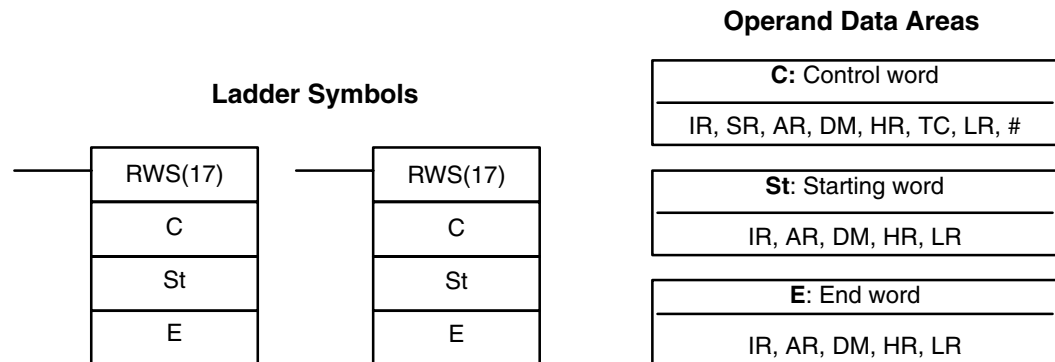 Ladder Symbols
RWS(17)
C
St
E
RWS(17)
C
St
E
Operand Data Areas
C: Control word
IR, SR, AR, DM, HR, TC, LR, #
St: Starting word
IR, AR, DM, HR, LR
E: End word
IR, AR, DM, HR, LR